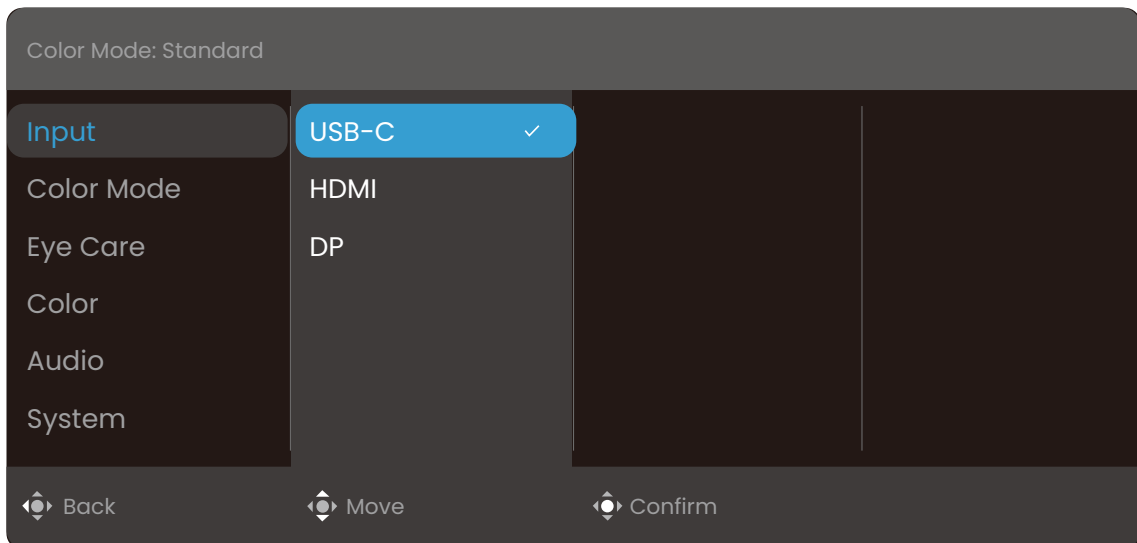 Color Mode: Standard
Input
Color Mode
Eye Care
Color
Audio
System
USB-C
HDMI
DP
Back
Move
Confirm